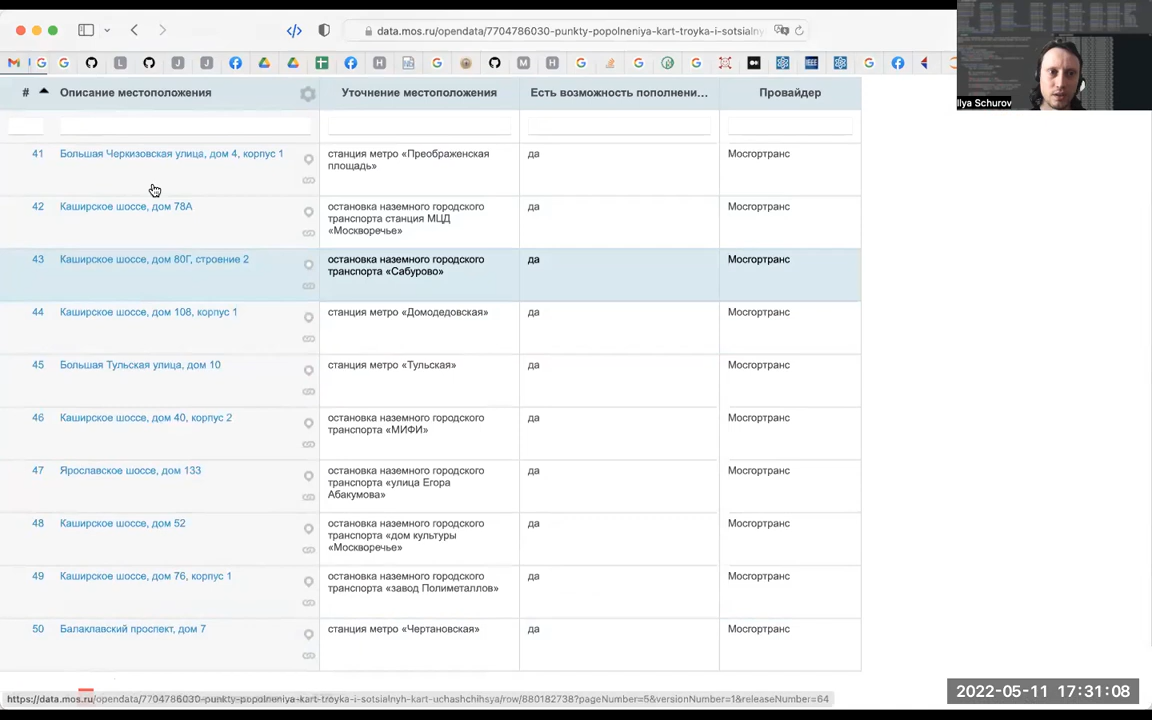 data.mos.ru/opendata/7704786030-punkty-popolneniya-kart-troyka-i-sotsialny
Ilya Schurov
#
Описание местоположения
Уточнение местоположения
Есть возможность пополнени...
Провайдер
41
Большая Черкизовская улица, дом 4, корпус 1
станция метро «Преображенская
площадь»
да
Мосгортранс
42
Каширское шоссе, дом 78А
остановка наземного городского
транспорта станция МЦД
«Москворечье»
да
Мосгортранс
43
Каширское шоссе, дом 80Г, строение 2
остановка наземного городского
транспорта «Сабурово»
да
Мосгортранс
44
Каширское шоссе, дом 108, корпус 1
станция метро «Домодедовская»
да
Мосгортранс
45
Большая Тульская улица, дом 10
станция метро «Тульская»
да
Мосгортранс
46
Каширское шоссе, дом 40, корпус 2
остановка наземного городского
транспорта «МИФИ»
да
Мосгортранс
47
Ярославское шоссе, дом 133
остановка наземного городского
транспорта «улица Егора
Абакумова»
да
Мосгортранс
48
Каширское шоссе, дом 52
остановка наземного городского
транспорта «дом культуры
«Москворечье»
да
Мосгортранс
49
Каширское шоссе, дом 76, корпус 1
остановка наземного городского
транспорта «завод Полиметаллов»
да
Мосгортранс
50
Балаклавский проспект, дом 7
станция метро «Чертановская»
да
Мосгортранс
https://data.mos.ru/opendata/7704786030-punkty-popolneniya-kart-troyka-i-sotsialnyh-kart-uchashchihsya/row/880182738?pageNumber=5&versionNumber=1&releaseNumber=64
2022-05-11 17:31:08